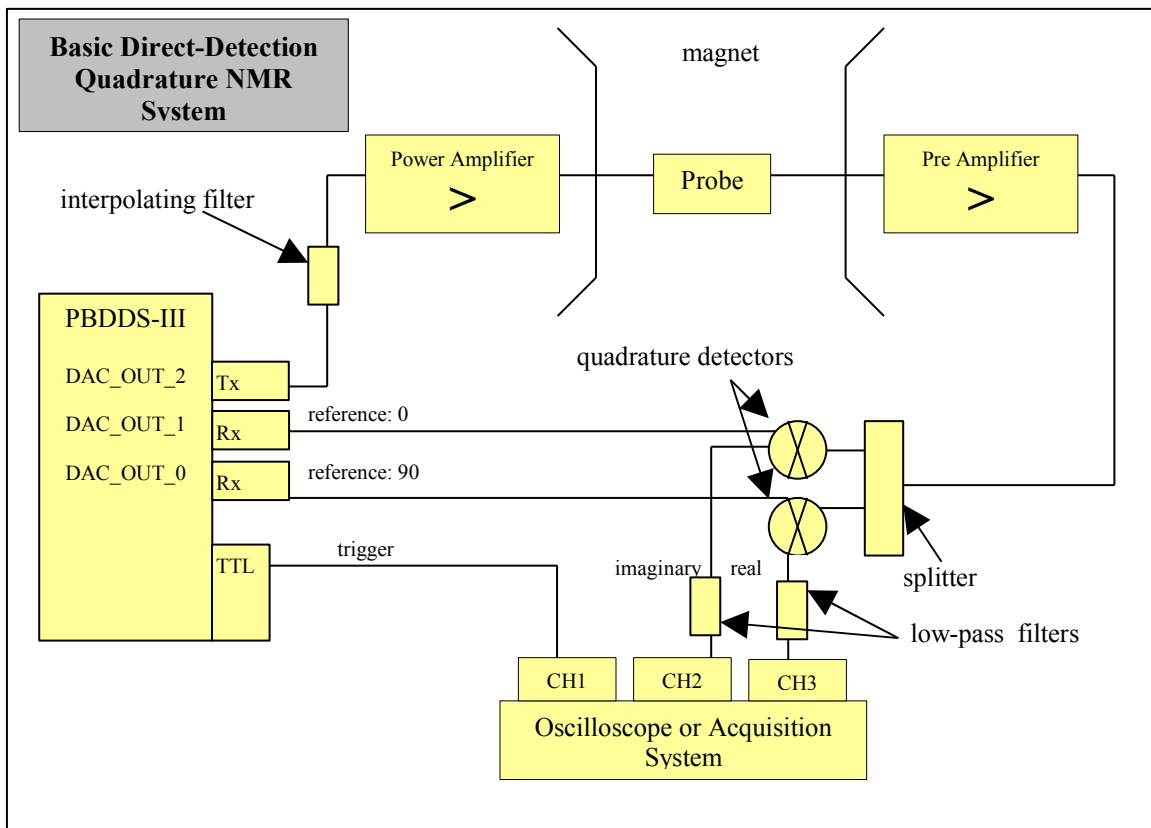 Basic Direct-Detection
Quadrature NMR
System
magnet
Power Amplifier
>
Probe
Pre Amplifier
>
interpolating filter
PBDDS-III
DAC_OUT_2
Tx
DAC_OUT_1
Rx
DAC_OUT_0
Rx
TTL
reference: 0
reference: 90
trigger
quadrature detectors
imaginary
real
splitter
low-pass filters
CH1
CH2
CH3
Oscilloscope or Acquisition
System